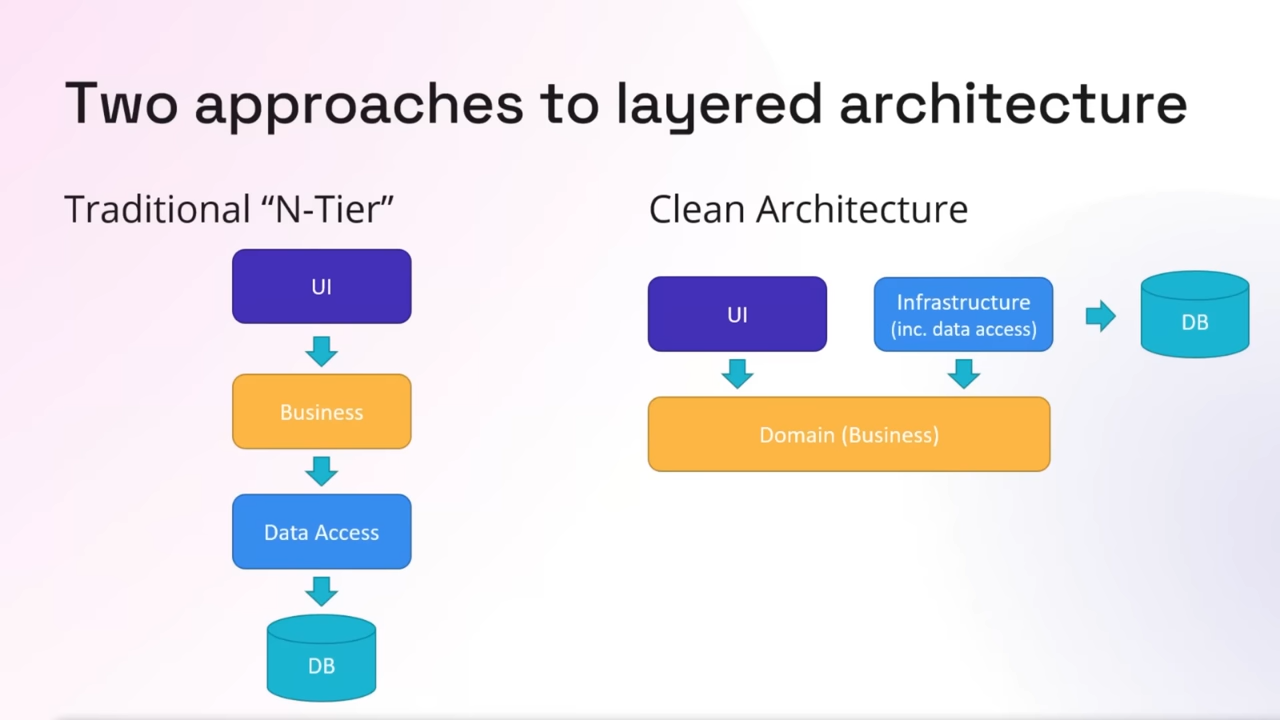 Two approaches to layered architecture
Traditional “N-Tier”
UI
Business
Data Access
DB
Clean Architecture
UI
Infrastructure
(inc. data access)
DB
Domain (Business)